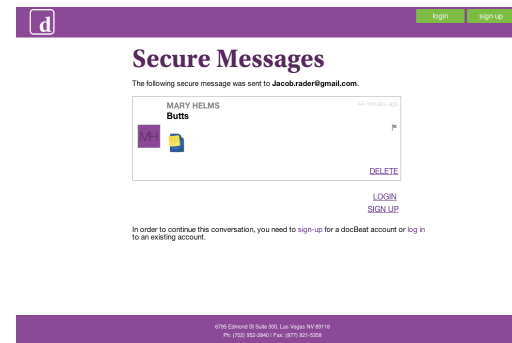 d
login
sign up
Secure Messages
The following secure message was sent to Jacob.rader@gmail.com.
MARY HELMS
44 minutes ago
Butts
MH
DELETE
LOGIN
SIGN UP
In order to continue this conversation, you need to sign-up for a docBeat account or log in
to an existing account.
6795 Edmond St Suite 300, Las Vegas NV 89118
Ph: (702) 952-2840 I Fax: (877) 821-5358